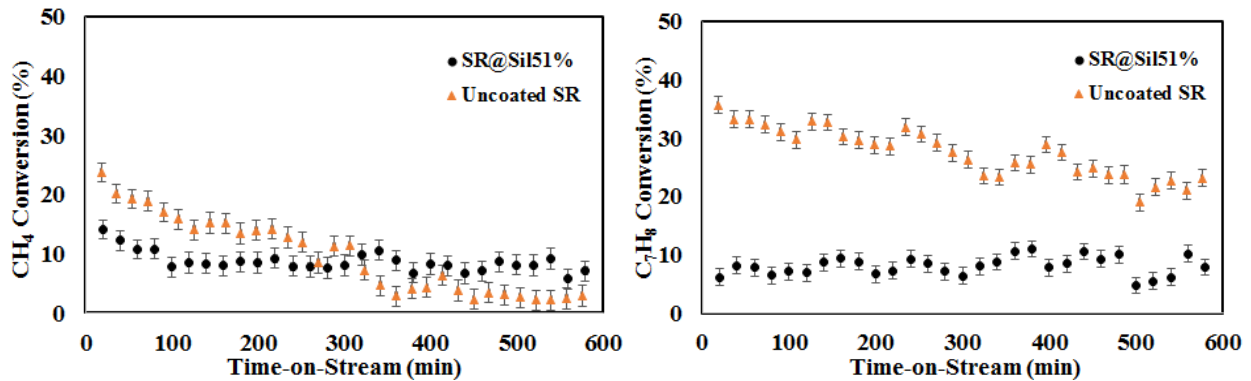 CH4 Conversion (%)
50
40
30
20
10
0
SR@Sil51%
Uncoated SR
0 100 200 300 400 500 600
Time-on-Stream (min)
C7H8 Conversion (%)
50
40
30
20
10
0
SR@Sil51%
Uncoated SR
0 100 200 300 400 500 600
Time-on-Stream (min)